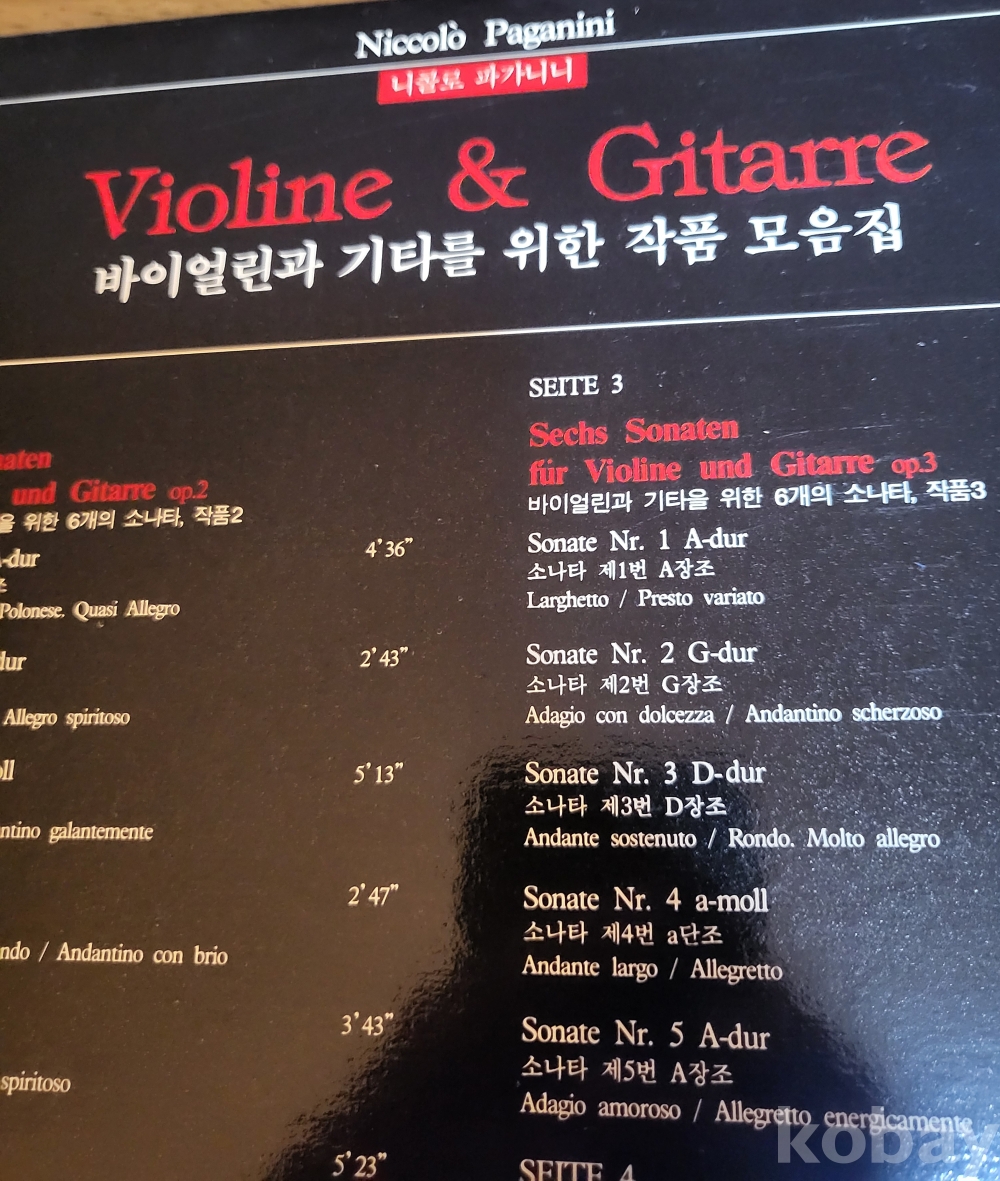 Niccolò Paganini
니콜로 파가니니
Violine & Gitarre
바이얼린과 기타를 위한 작품 모음집
und Gitarre op.2
위한 6개의 소나타, 작품2
4'36"
Polonese. Quasi Allegro
2'43"
Allegro spiritoso
5'13"
galantemente
2'47"
/ Andantino con brio
3'43"
spiritoso
5'23"
SEITE 3
Sechs Sonaten
für Violine und Gitarre op.3
바이얼린과 기타를 위한 6개의 소나타, 작품3
Sonate Nr. 1 A-dur
소나타 제1번 A장조
Larghetto / Presto variato
Sonate Nr. 2 G-dur
소나타 제2번 G장조
Adagio con dolcezza / Andantino scherzoso
Sonate Nr. 3 D-dur
소나타 제3번 D장조
Andante sostenuto / Rondo. Molto allegro
Sonate Nr. 4 a-moll
소나타 제4번 a단조
Andante largo / Allegretto
Sonate Nr. 5 A-dur
소나타 제5번 A장조
Adagio amoroso / Allegretto energicamente
SEITE 4